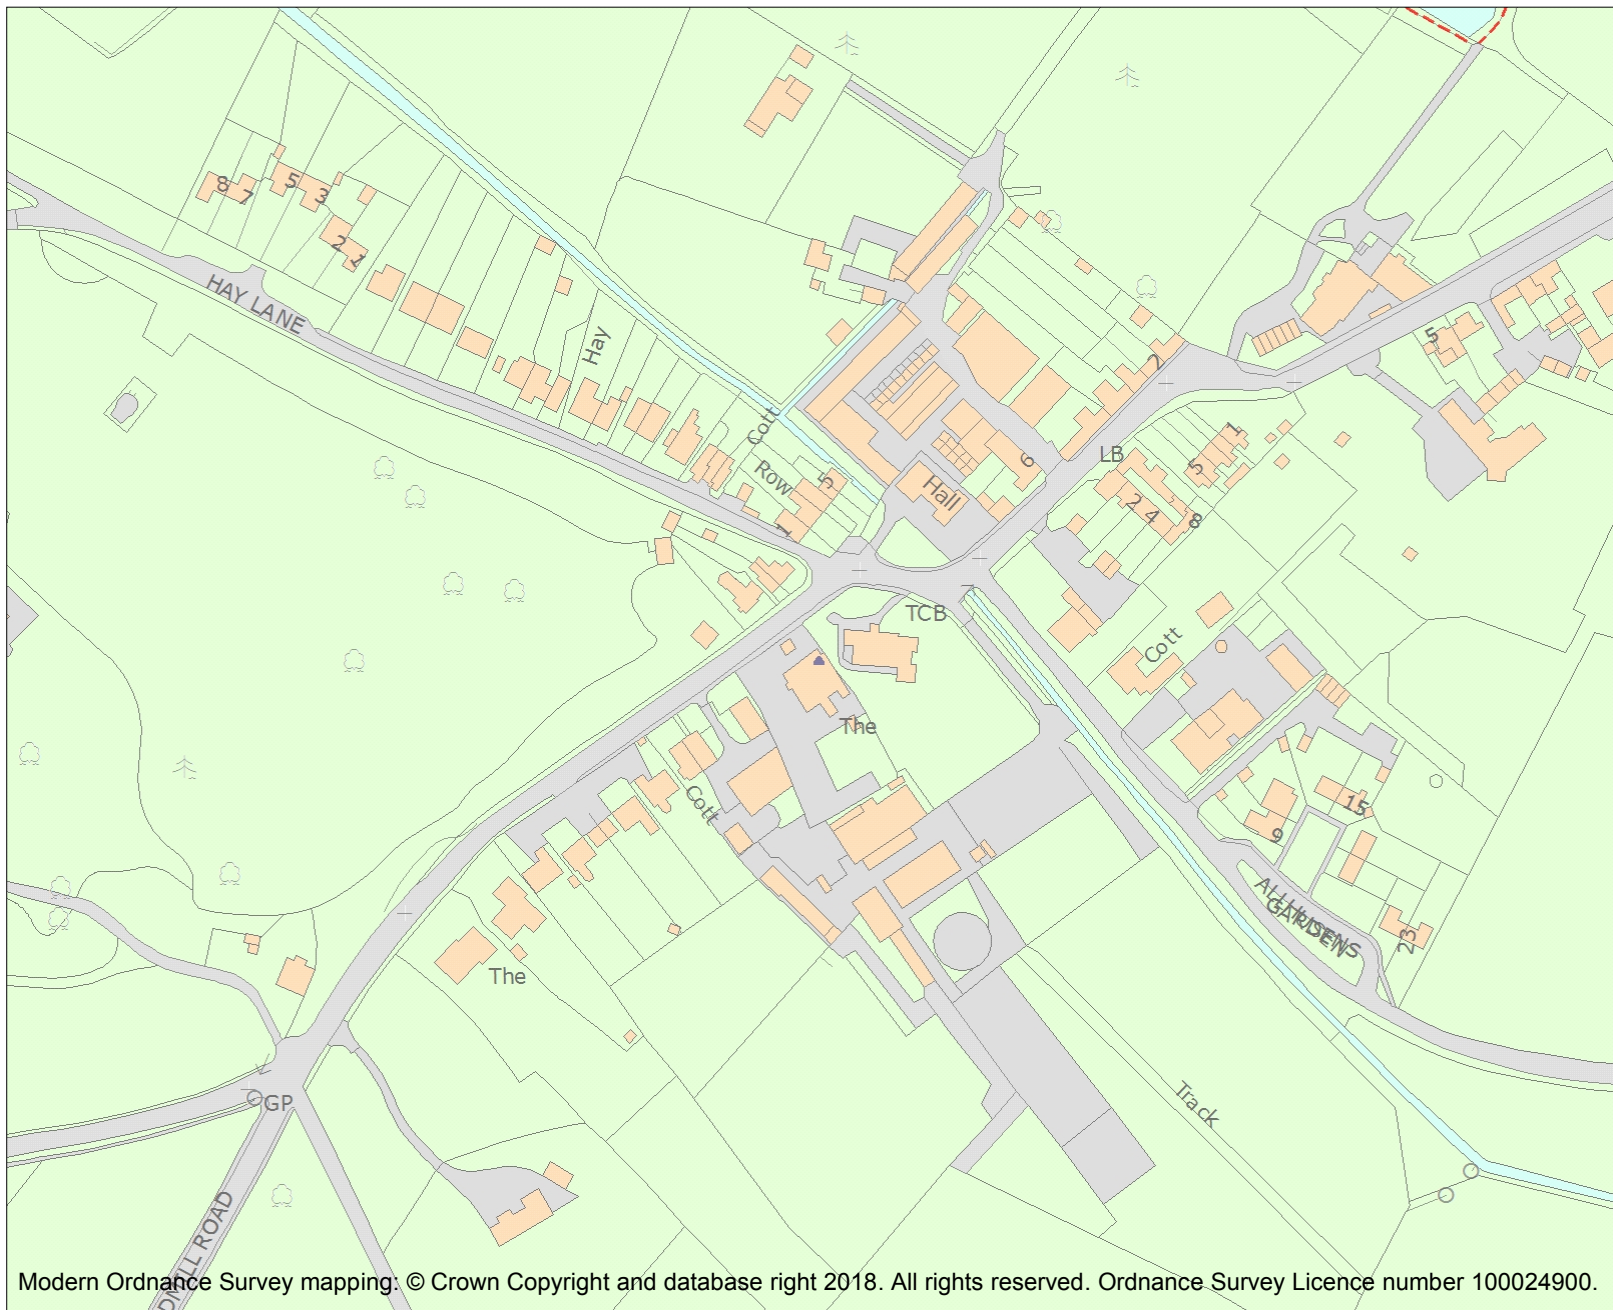 8
7
5
3
2
1
HAY LANE
Hay
Cott
Row
5
1
2
6
Hall
LB
1
5
2
4
8
5
TCB
Cott
The
Cott
The
15
9
ALLHUSENS
GARDENS
23
Track
GP
DMILL ROAD
Modern Ordnance Survey mapping: © Crown Copyright and database right 2018. All rights reserved. Ordnance Survey Licence number 100024900.